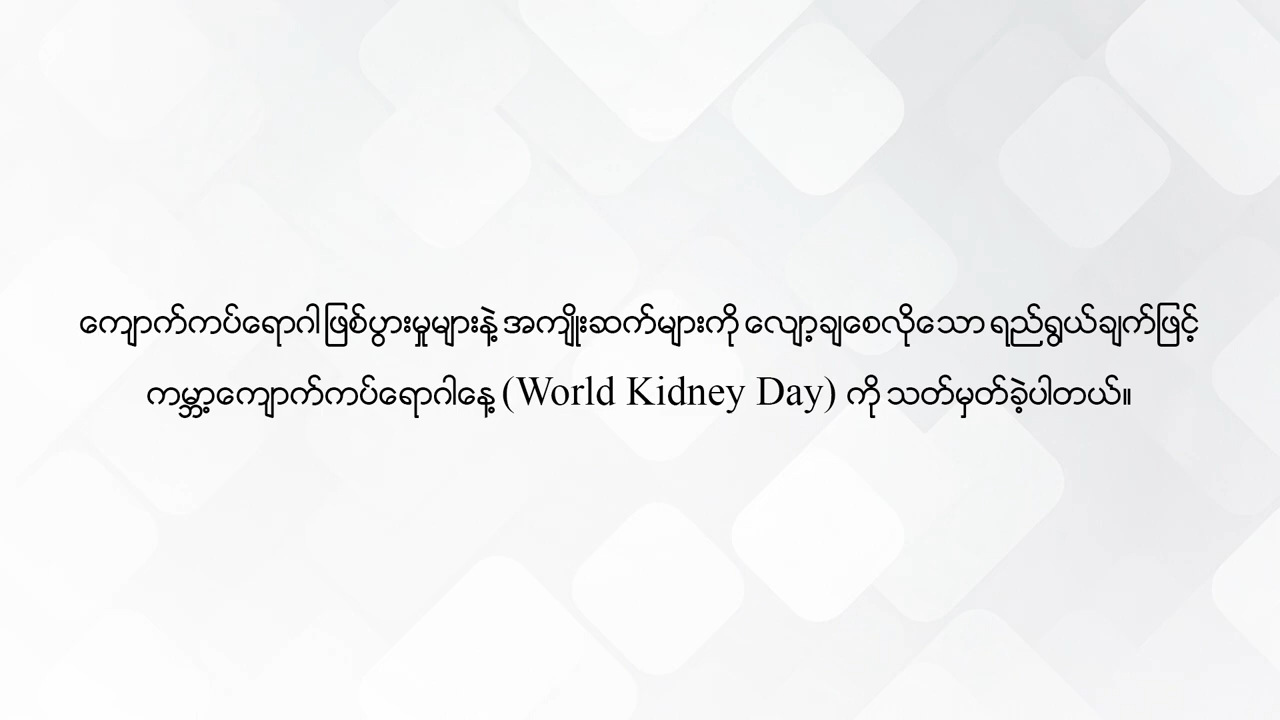 ကျောက်ကပ်ရောဂါဖြစ်ပွားမှုများနဲ့ အကျိုးဆက်များကို လျော့ချစေလိုသော ရည်ရွယ်ချက်ဖြင့်
ကမ္ဘာ့ကျောက်ကပ်ရောဂါနေ့ (World Kidney Day) ကို သတ်မှတ်ခဲ့ပါတယ်။